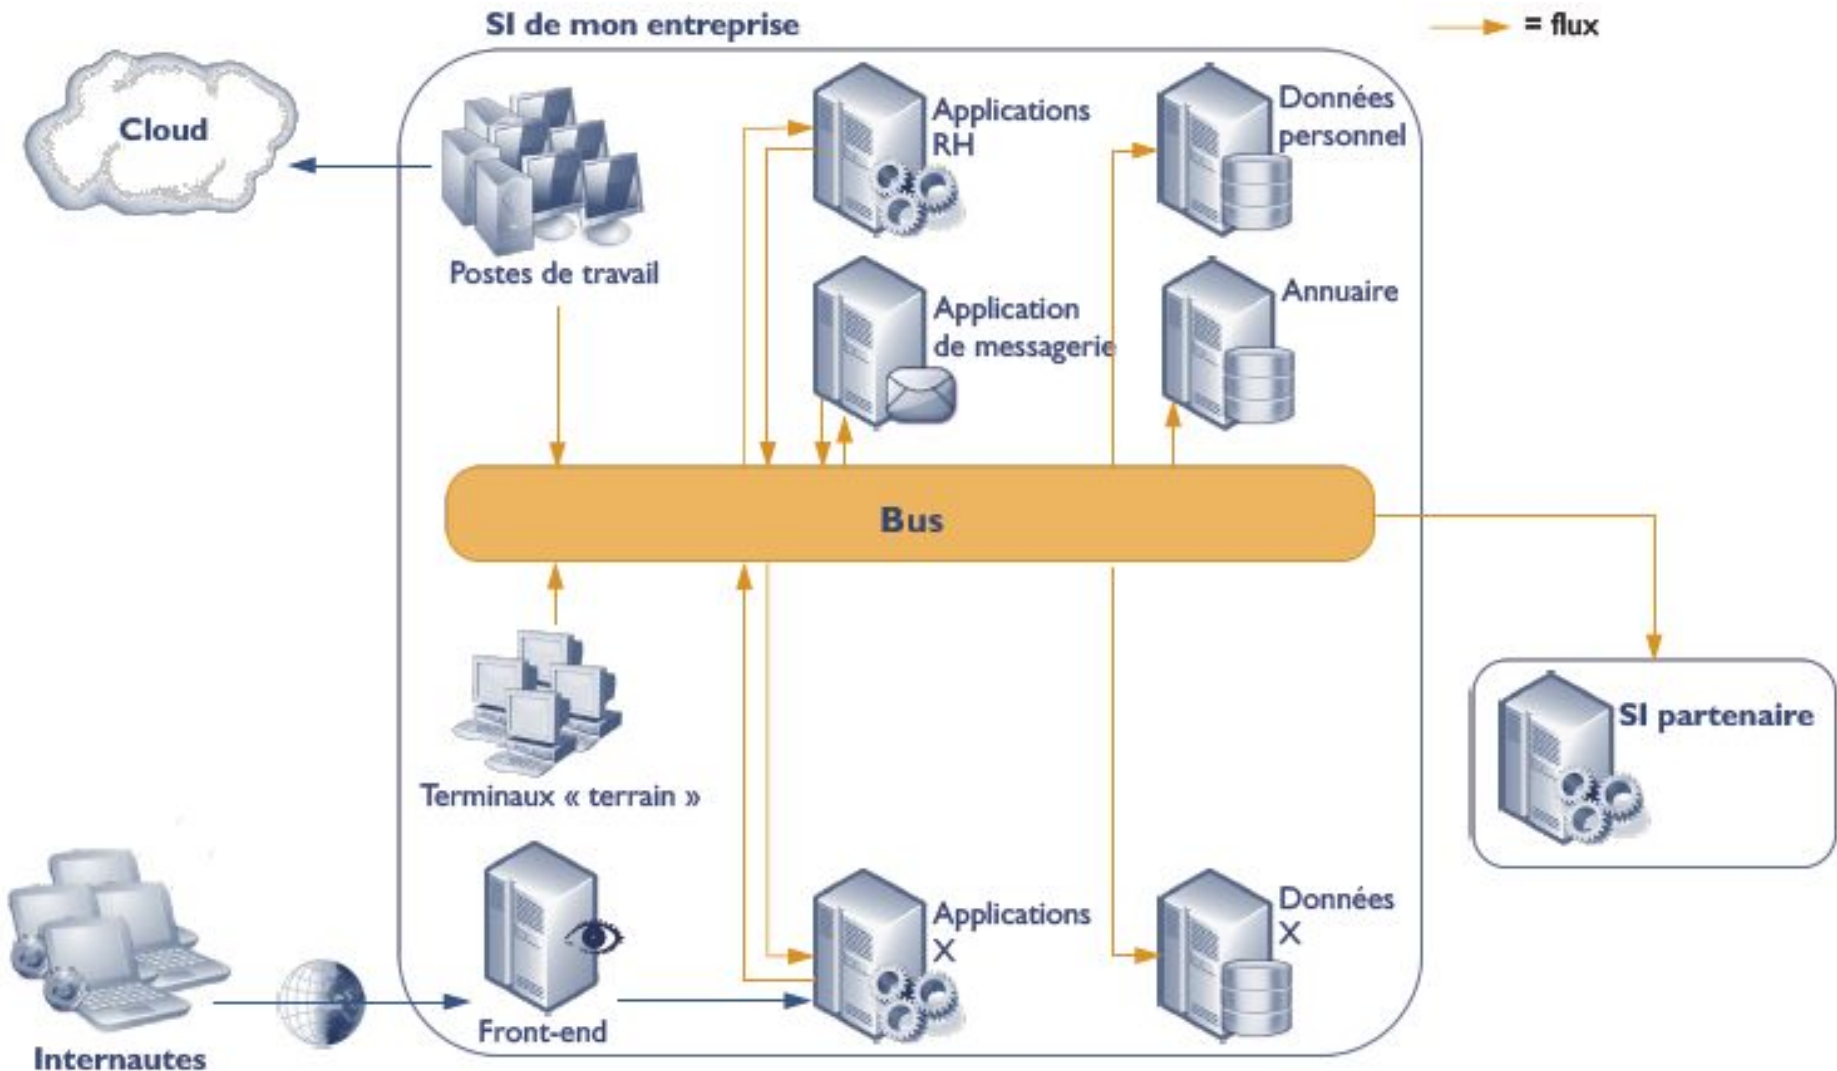 SI de mon entreprise
= flux
Cloud
Postes de travail
Applications
RH
Données
personnel
Application
de messagerie
Annuaire
Bus
Terminaux « terrain »
SI partenaire
Internautes
Front-end
Applications
X
Données
X